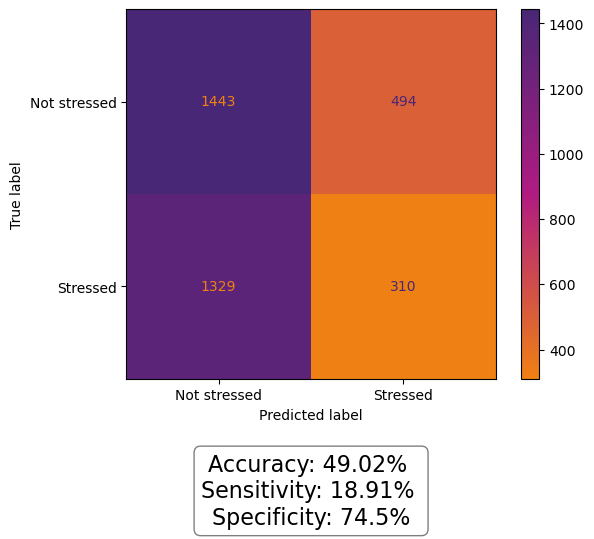 1400
1443
494
Not stressed
1200
1000
True label
800
1329
310
Stressed
600
400
Not stressed
Stressed
Predicted label
Accuracy: 49.02%
Sensitivity: 18.91%
Specificity: 74.5%